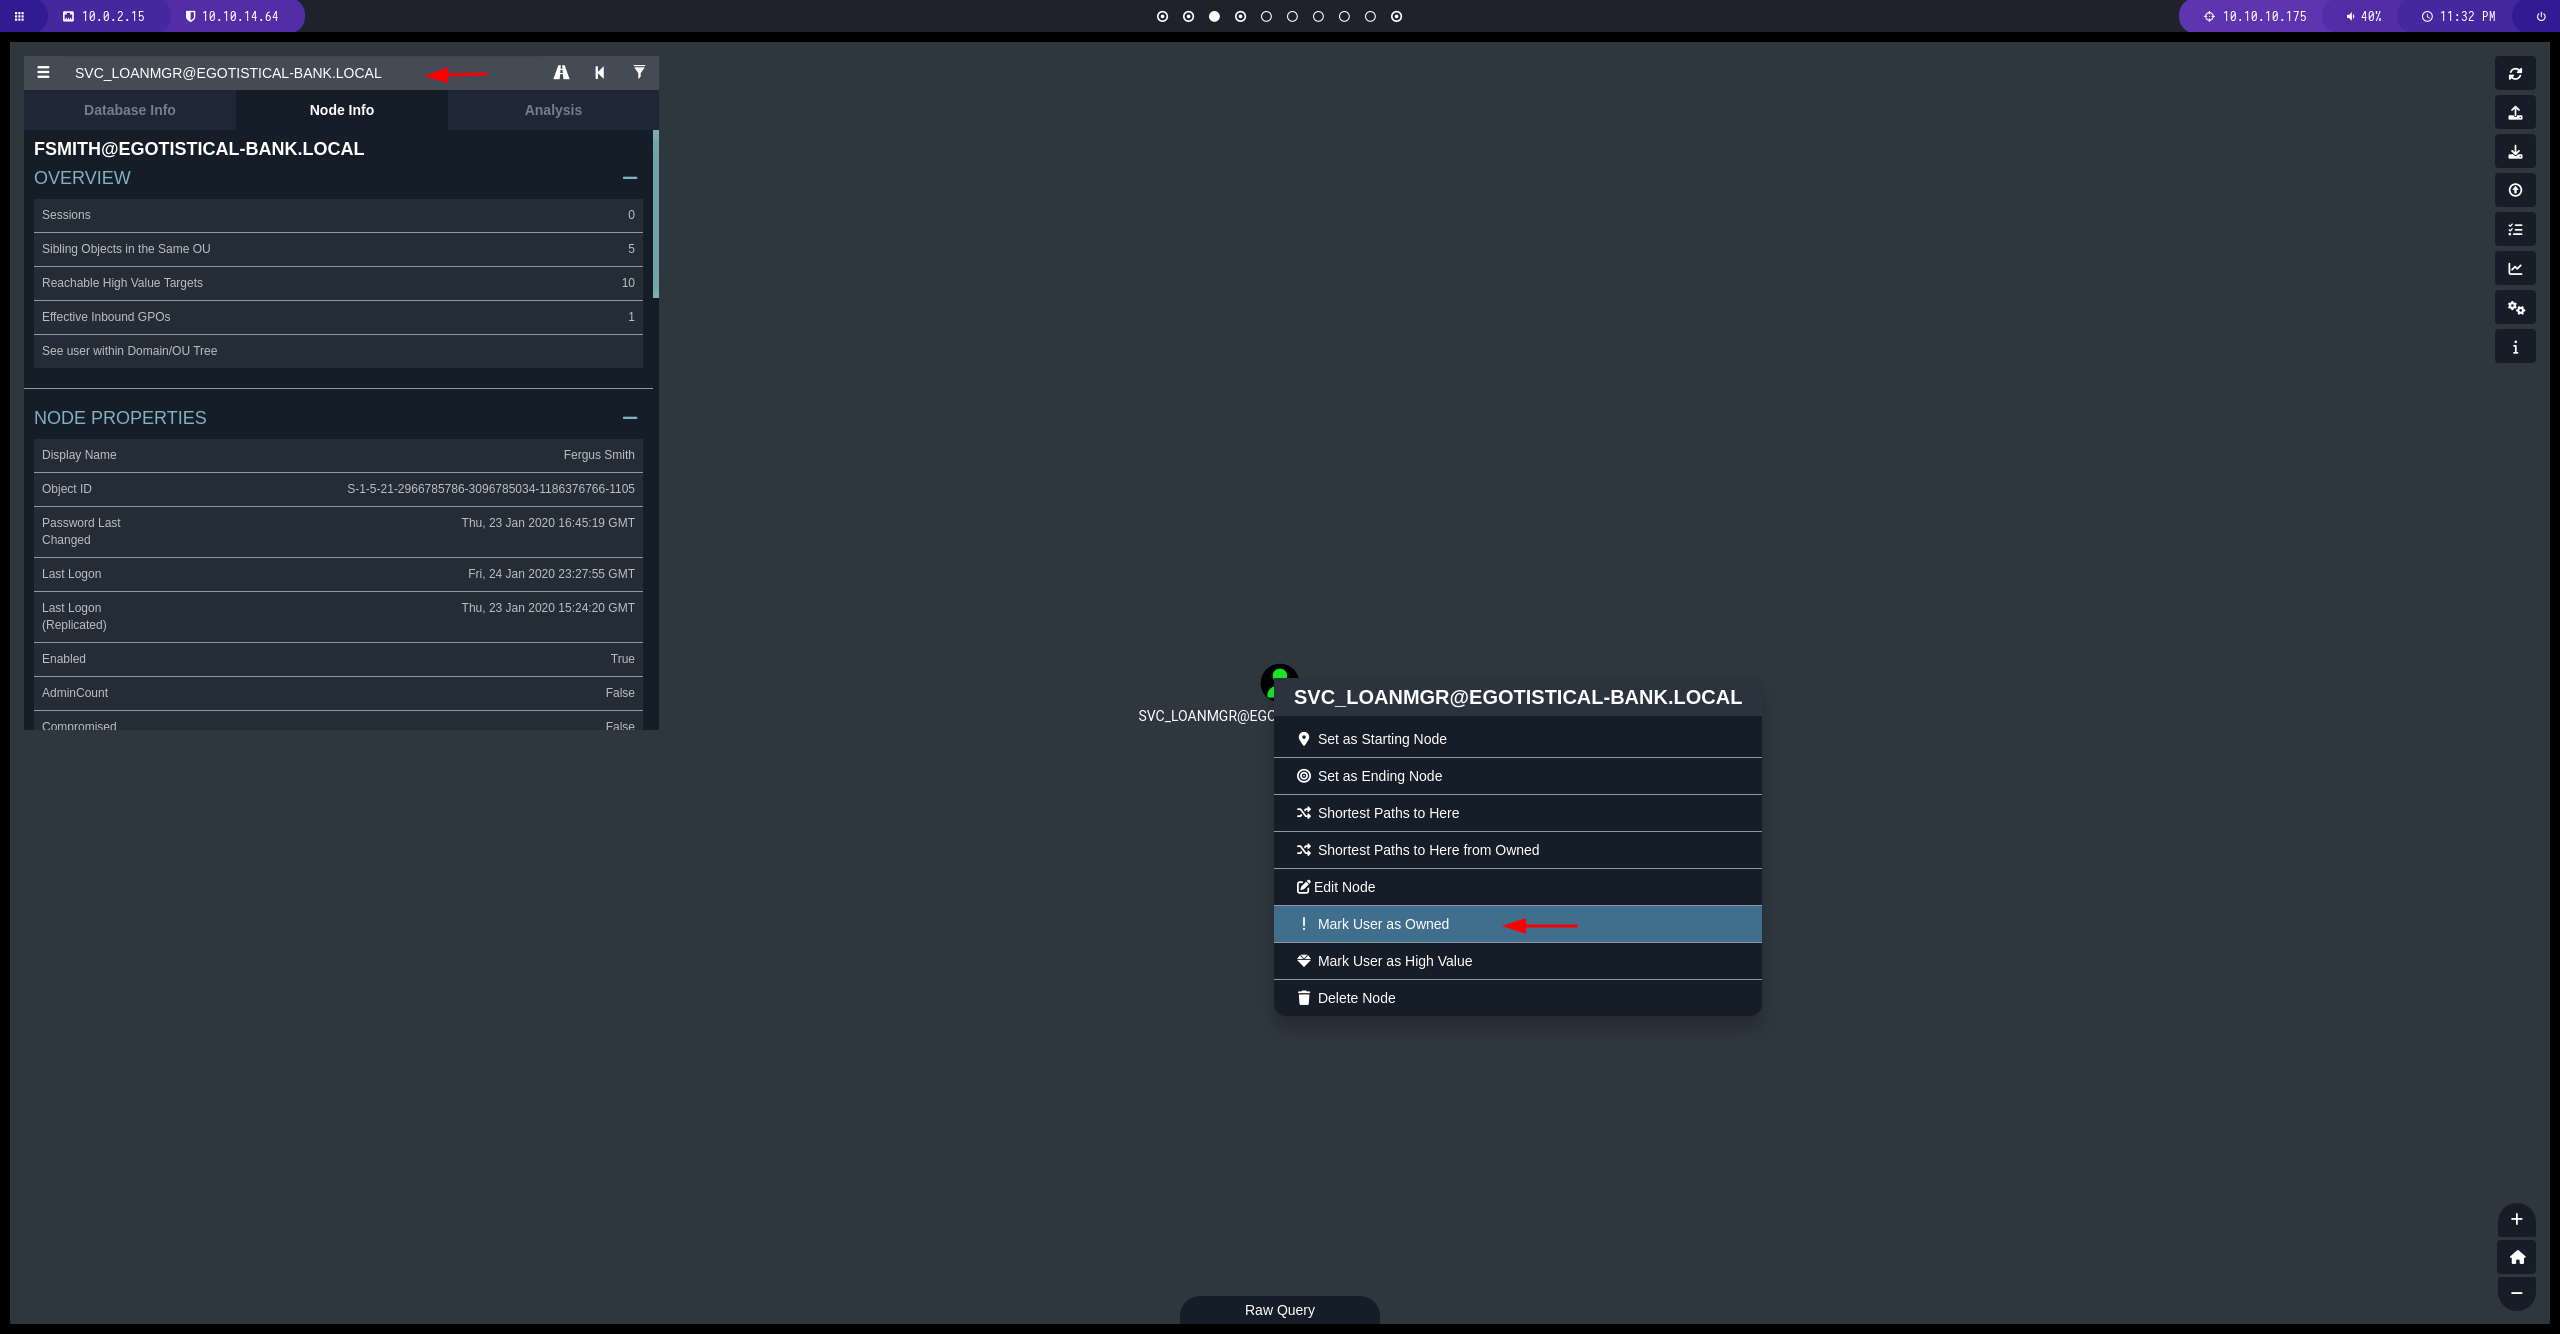 10.0.2.15 10.10.14.64 10.10.10.175 40% 11:32 PM
SVC_LOANMGR@EGOTISTICAL-BANK.LOCAL
Database Info Node Info Analysis
FSMITH@EGOTISTICAL-BANK.LOCAL
OVERVIEW
Sessions 0
Sibling Objects in the Same OU 5
Reachable High Value Targets 10
Effective Inbound GPOs 1
See user within Domain/OU Tree
NODE PROPERTIES
Display Name Fergus Smith
Object ID S-1-5-21-2966785786-3096785034-1186376766-1105
Password Last Thu, 23 Jan 2020 16:45:19 GMT
Changed
Last Logon Fri, 24 Jan 2020 23:27:55 GMT
Last Logon Thu, 23 Jan 2020 15:24:20 GMT
(Replicated)
Enabled True
AdminCount False
Compromised False
SVC_LOANMGR@EGO
SVC_LOANMGR@EGOTISTICAL-BANK.LOCAL
Set as Starting Node
Set as Ending Node
Shortest Paths to Here
Shortest Paths to Here from Owned
Edit Node
Mark User as Owned
Mark User as High Value
Delete Node
Raw Query